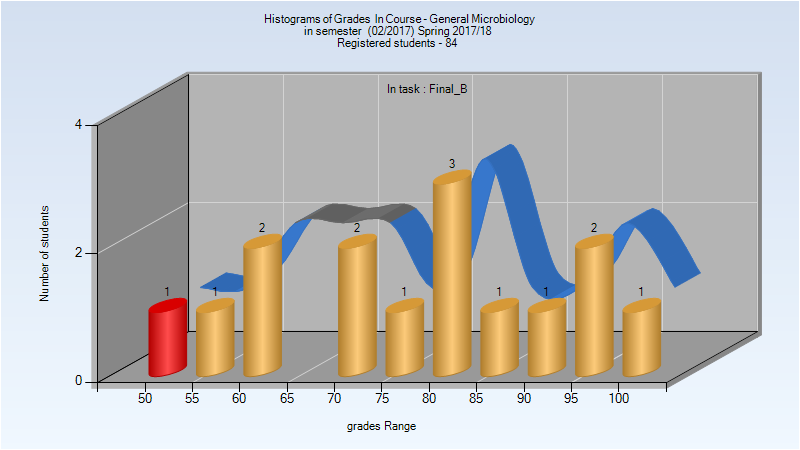 Histograms of Grades In Course - General Microbiology
in semester (02/2017) Spring 2017/18
Registered students - 84
In task : Final_B
4
2
0
Number of students
1
1
2
2
1
3
1
1
2
1
50 55 60 65 70 75 80 85 90 95 100
grades Range